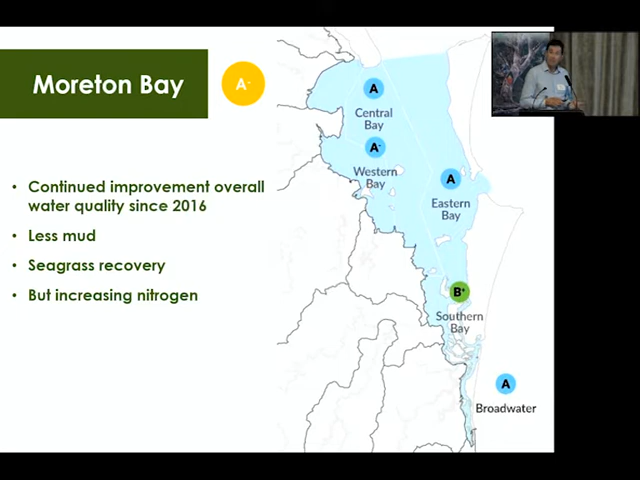 Moreton Bay
A-
• Continued improvement overall
water quality since 2016
• Less mud
• Seagrass recovery
• But increasing nitrogen
A
Central
Bay
A-
Western
Bay
A
Eastern
Bay
B+
Southern
Bay
A
Broadwater